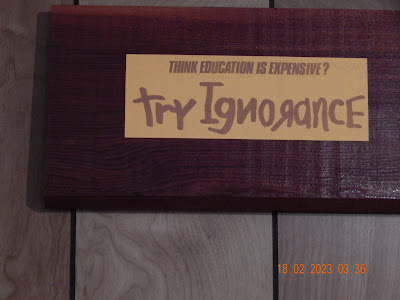 THINK EDUCATION IS EXPENSIVE?
try IgnoRancE
18.02.2023 03:36